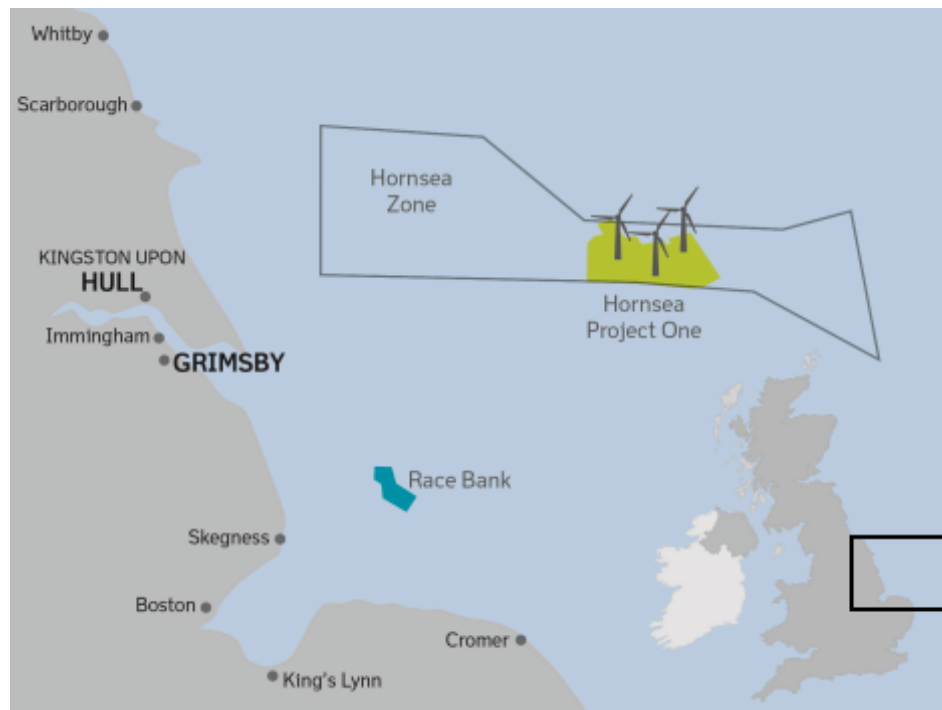 Whitby
Scarborough
Hornsea
Zone
KINGSTON UPON
HULL
Hornsea
Project One
Immingham
GRIMSBY
Race Bank
Skegness
Boston
Cromer
King's Lynn